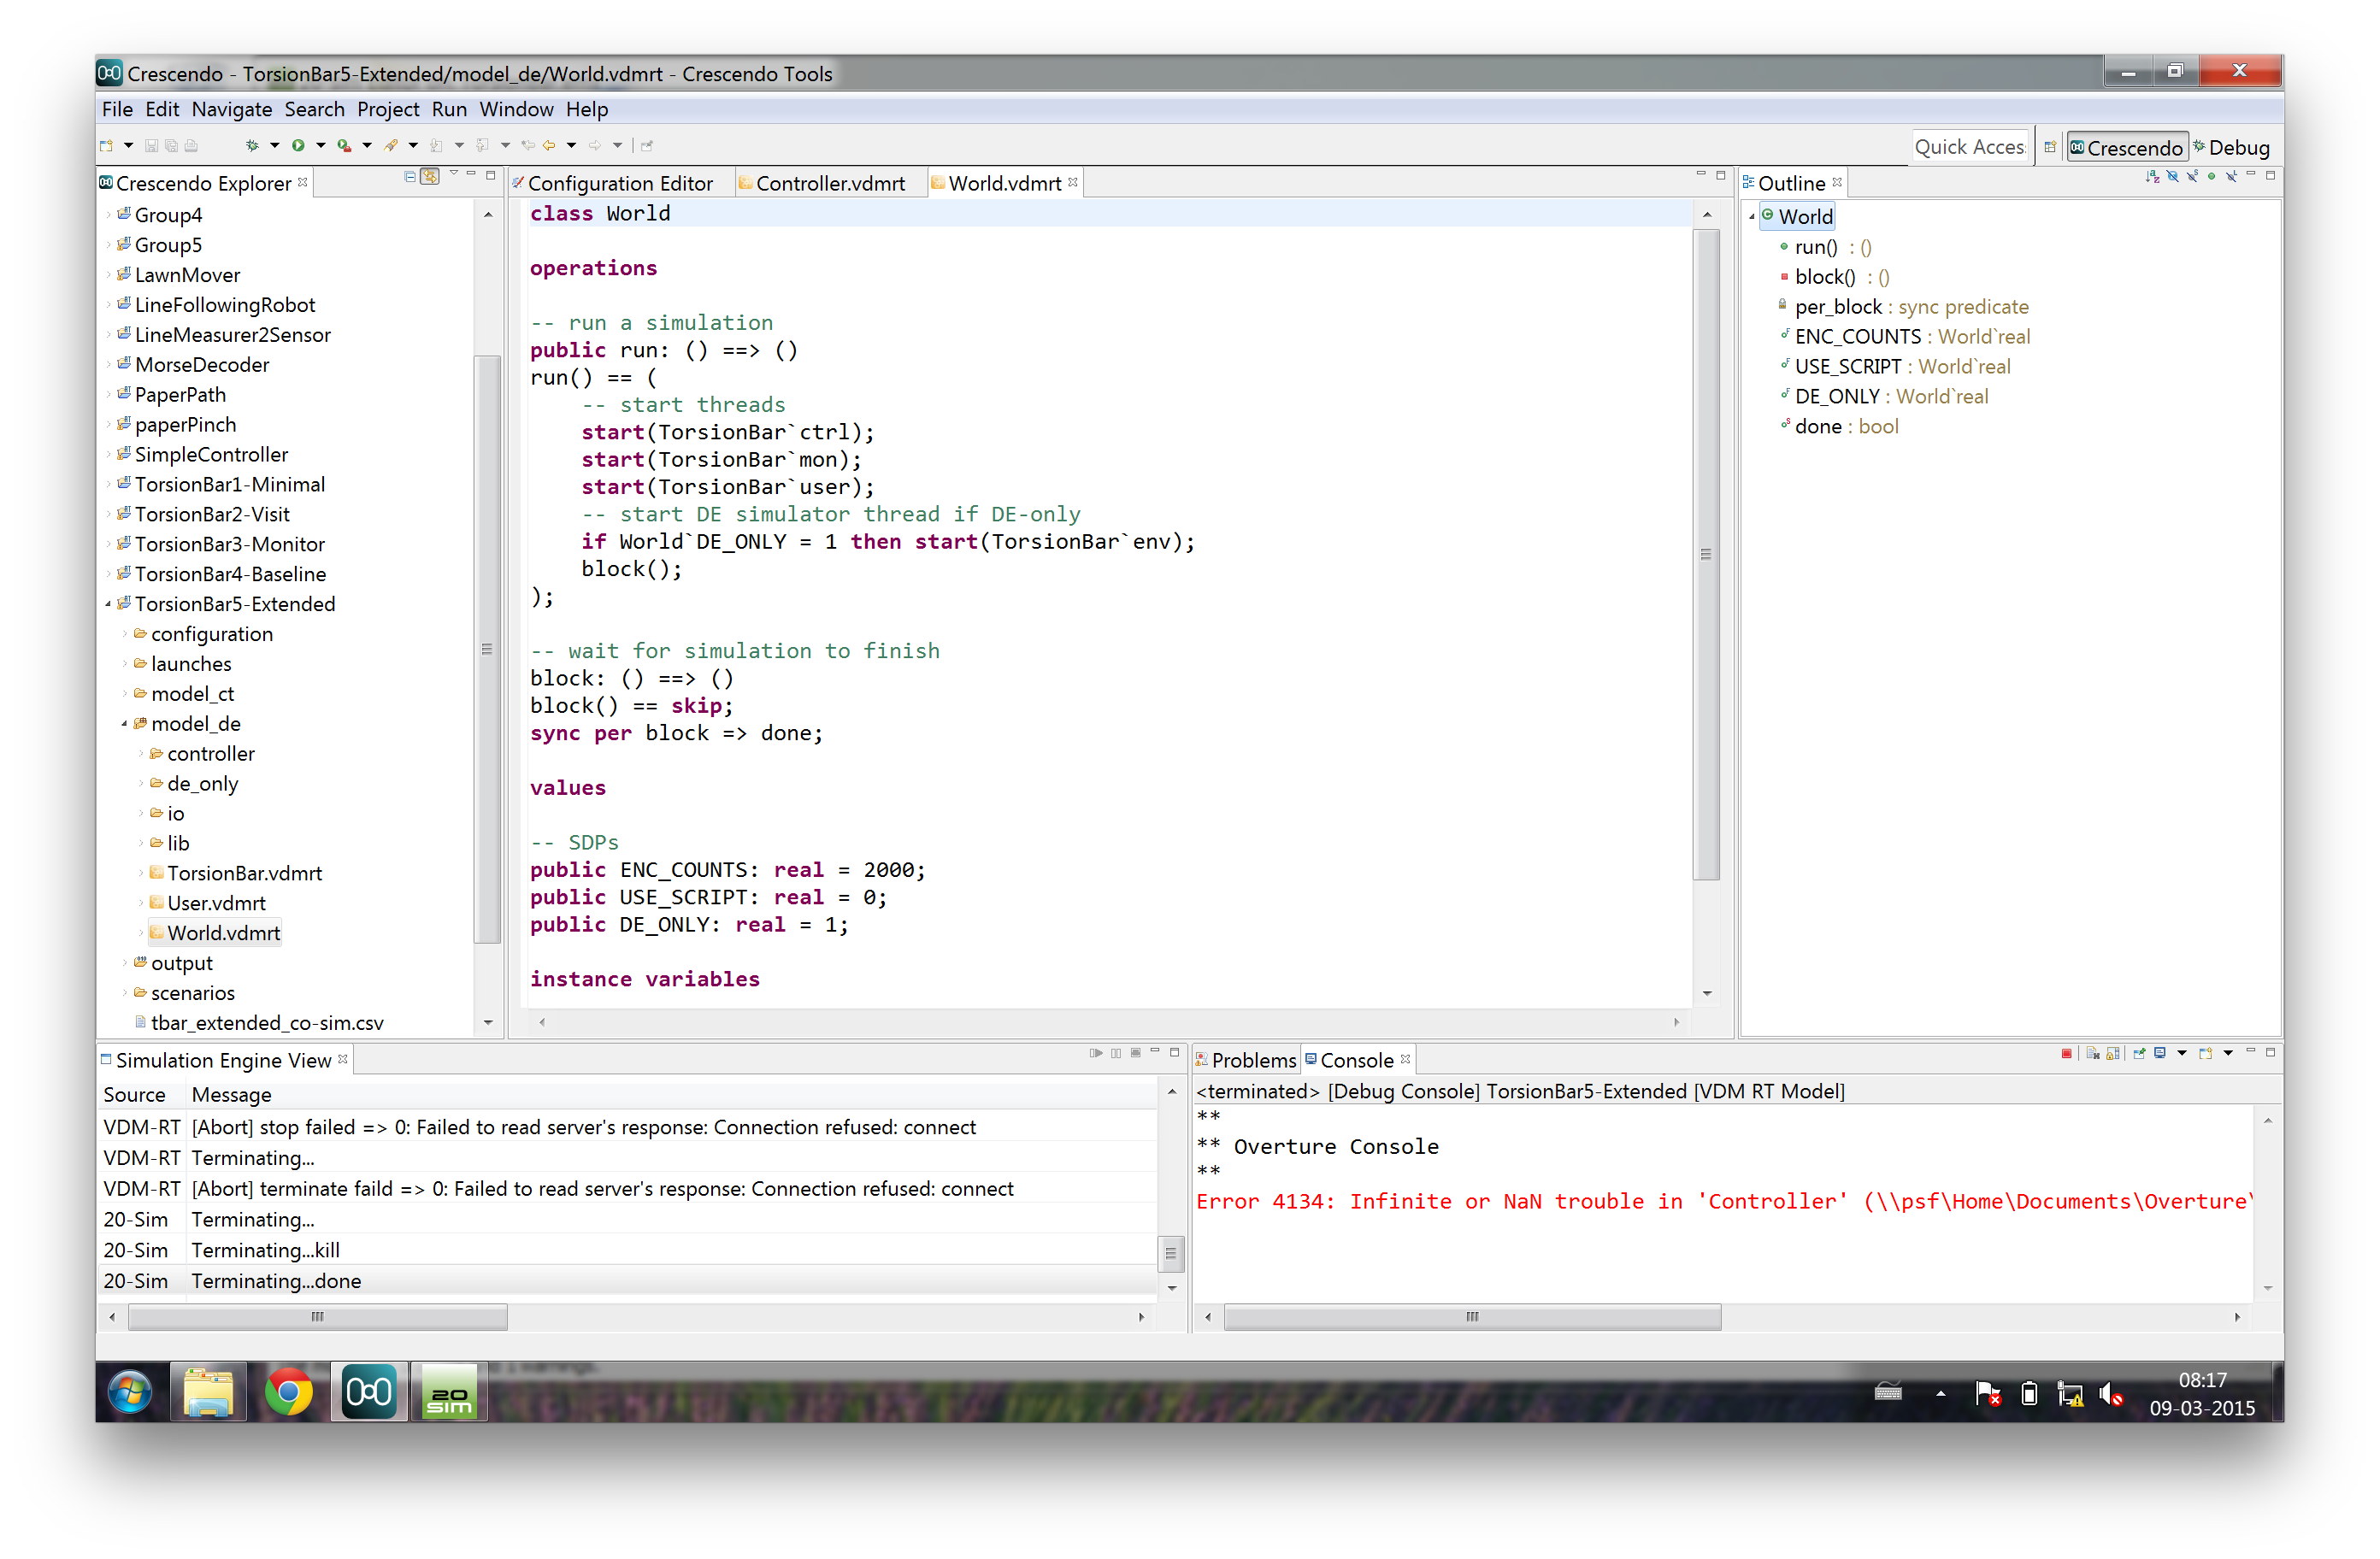 Crescendo - TorsionBar5-Extended/model_de/World.vdmrt - Crescendo Tools
File Edit Navigate Search Project Run Window Help
Quick Acces
Crescendo
Debug
Crescendo Explorer
Group4
Group5
LawnMover
LineFollowingRobot
LineMeasurer2Sensor
MorseDecoder
PaperPath
paperPinch
SimpleController
TorsionBar1-Minimal
TorsionBar2-Visit
TorsionBar3-Monitor
TorsionBar4-Baseline
TorsionBar5-Extended
configuration
launches
model_ct
model_de
controller
de_only
io
lib
TorsionBar.vdmrt
User.vdmrt
World.vdmrt
output
scenarios
tbar_extended_co-sim.csv
Configuration Editor
Controller.vdmrt
World.vdmrt
class World
operations
-- run a simulation
public run: () ==> ()
run() == (
-- start threads
start(TorsionBar`ctrl);
start(TorsionBar`mon);
start(TorsionBar`user);
-- start DE simulator thread if DE-only
if World`DE_ONLY = 1 then start(TorsionBar`env);
block();
);
-- wait for simulation to finish
block: () ==> ()
block() == skip;
sync per block => done;
values
-- SDPs
public ENC_COUNTS: real = 2000;
public USE_SCRIPT: real = 0;
public DE_ONLY: real = 1;
instance variables
Outline
World
run() : ()
block() : ()
per_block : sync predicate
ENC_COUNTS : World`real
USE_SCRIPT : World`real
DE_ONLY : World`real
done : bool
Simulation Engine View
Source Message
VDM-RT [Abort] stop failed => 0: Failed to read server's response: Connection refused: connect
VDM-RT Terminating...
VDM-RT [Abort] terminate faild => 0: Failed to read server's response: Connection refused: connect
20-Sim Terminating...
20-Sim Terminating...kill
20-Sim Terminating...done
Problems
Console
<terminated> [Debug Console] TorsionBar5-Extended [VDM RT Model]
**
** Overture Console
**
Error 4134: Infinite or NaN trouble in 'Controller' (\\psf\Home\Documents\Overture\
20
sim
08:17
09-03-2015